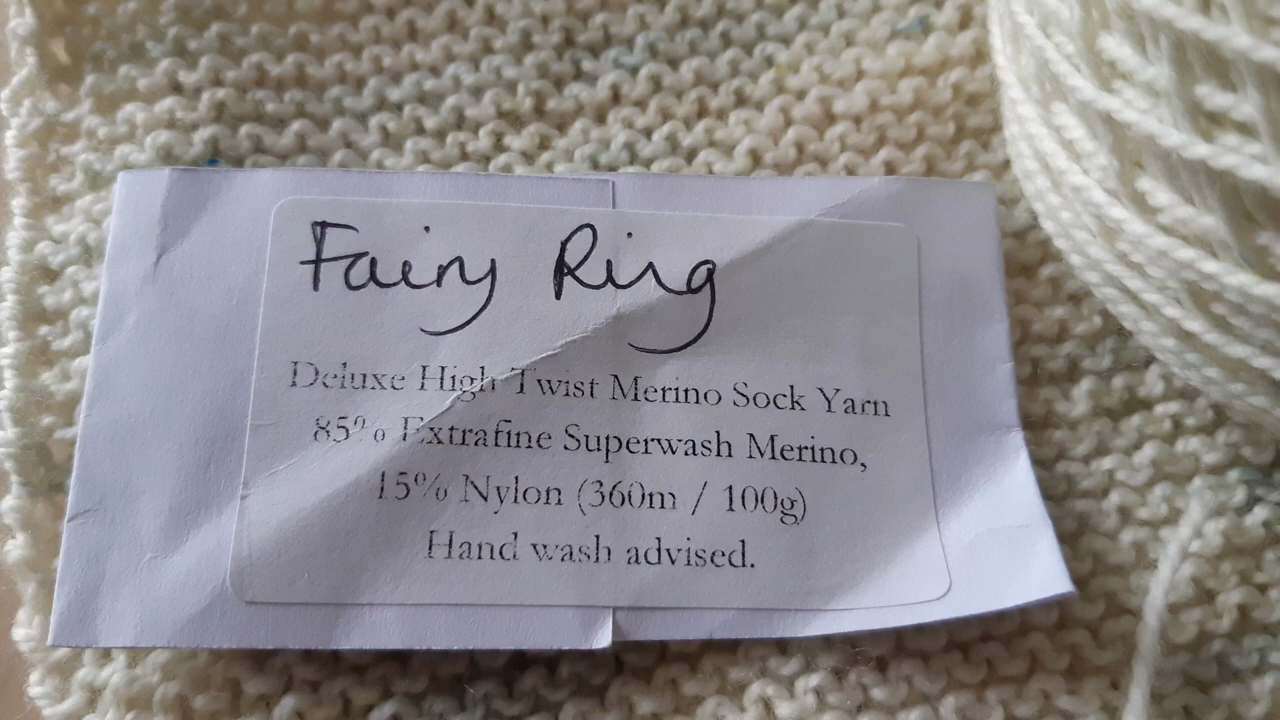 Fairy Ring
Deluxe High Twist Merino Sock Yarn
85% Extrafine Superwash Merino,
15% Nylon (360m / 100g)
Hand wash advised.